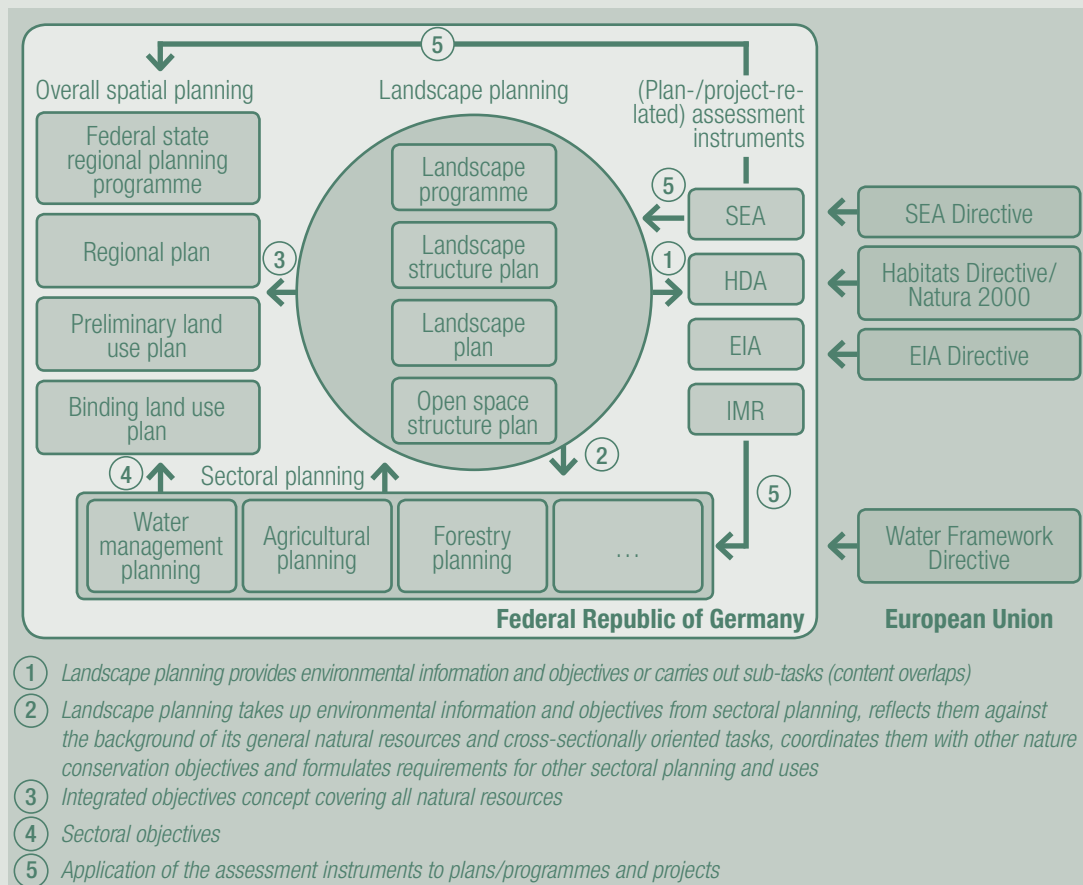 5
Overall spatial planning
Landscape planning
(Plan-/project-re-
lated) assessment
instruments
Federal state
regional planning
programme
Regional plan
Preliminary land
use plan
Binding land use
plan
3
Landscape
programme
Landscape
structure plan
Landscape
plan
Open space
structure plan
5
1
2
SEA
HDA
EIA
IMR
5
SEA Directive
Habitats Directive/
Natura 2000
EIA Directive
4
Sectoral planning
Water
management
planning
Agricultural
planning
Forestry
planning
...
Water Framework
Directive
Federal Republic of Germany
European Union
1 Landscape planning provides environmental information and objectives or carries out sub-tasks (content overlaps)
2 Landscape planning takes up environmental information and objectives from sectoral planning, reflects them against
the background of its general natural resources and cross-sectionally oriented tasks, coordinates them with other nature
conservation objectives and formulates requirements for other sectoral planning and uses
3 Integrated objectives concept covering all natural resources
4 Sectoral objectives
5 Application of the assessment instruments to plans/programmes and projects